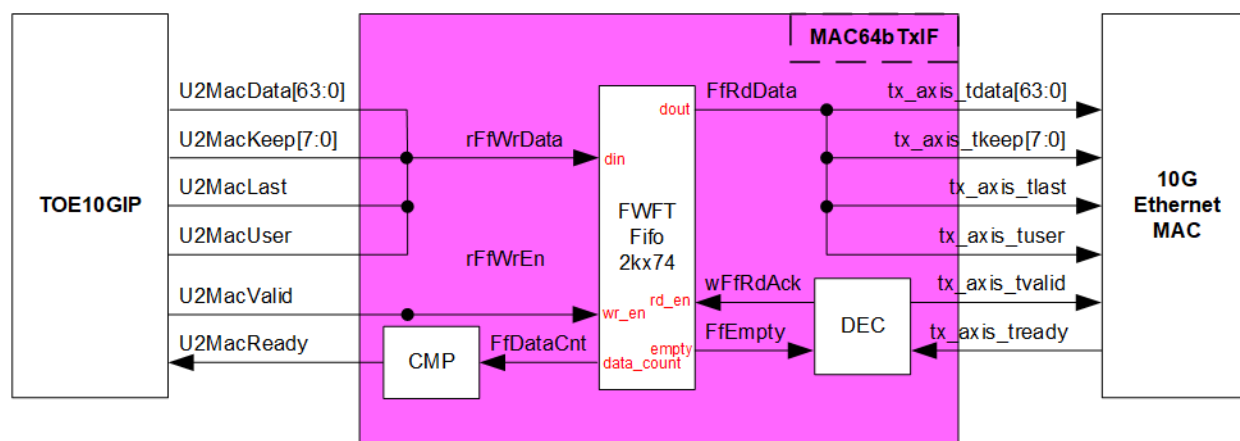 MAC64bTxIF
TOE10GIP
U2MacData[63:0]
U2MacKeep[7:0]
U2MacLast
U2MacUser
U2MacValid
U2MacReady
rFfWrData
rFfWrEn
CMP
FfDataCnt
din
dout
FWFT
Fifo
2kx74
wr_en
rd_en
empty
data_count
FfRdData
wFfRdAck
FfEmpty
DEC
tx_axis_tdata[63:0]
tx_axis_tkeep[7:0]
tx_axis_tlast
tx_axis_tuser
tx_axis_tvalid
tx_axis_tready
10G
Ethernet
MAC